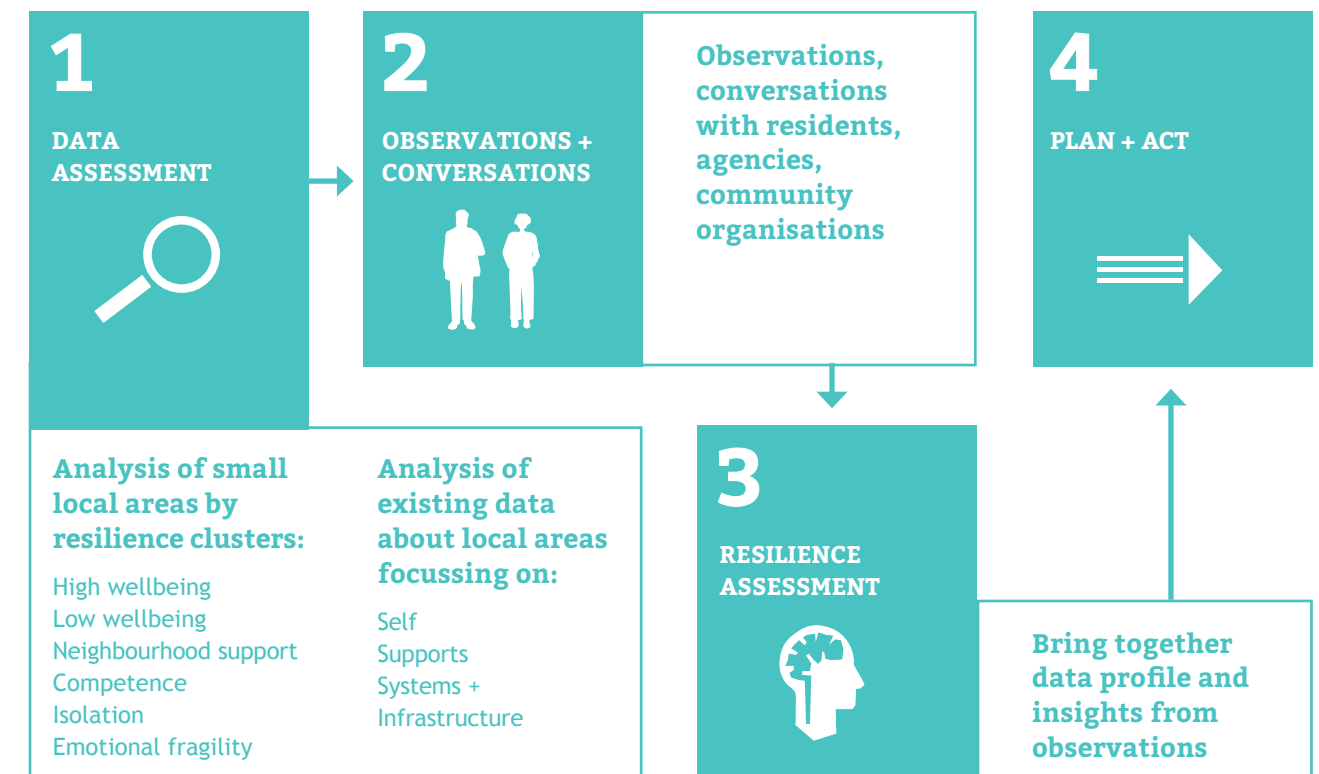 1
DATA
ASSESSMENT
Analysis of small
local areas by
resilience clusters:
High wellbeing
Low wellbeing
Neighbourhood support
Competence
Isolation
Emotional fragility
Analysis of
existing data
about local areas
focussing on:
Self
Supports
Systems +
Infrastructure
2
OBSERVATIONS +
CONVERSATIONS
Observations,
conversations
with residents,
agencies,
community
organisations
3
RESILIENCE
ASSESSMENT
Bring together
data profile and
insights from
observations
4
PLAN + ACT